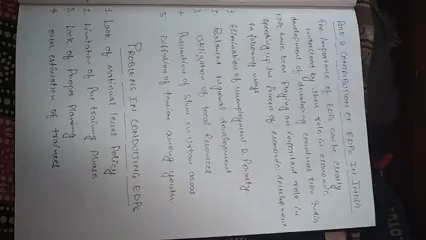 ROLE & CONTRIBUTION OF EDPs IN INDIA
The importance of EDPs can be clearly
understood by their role in economic
development of developing countries like India
EDPs have been playing an important role in
speeding up the process of economic development
in following ways
1 Elimination of unemployment & Poverty
2 Balanced Regional development
3 Utilization of local Resources
4 Prevention of slums in urban areas
5 Diffusion of tension among youth
PROBLEMS IN CONDUCTING EDPs
1 Lack of National level Policy
2 Limitation of Pre training phase
3. Lack of Proper Planning
4 over estimation of trainees